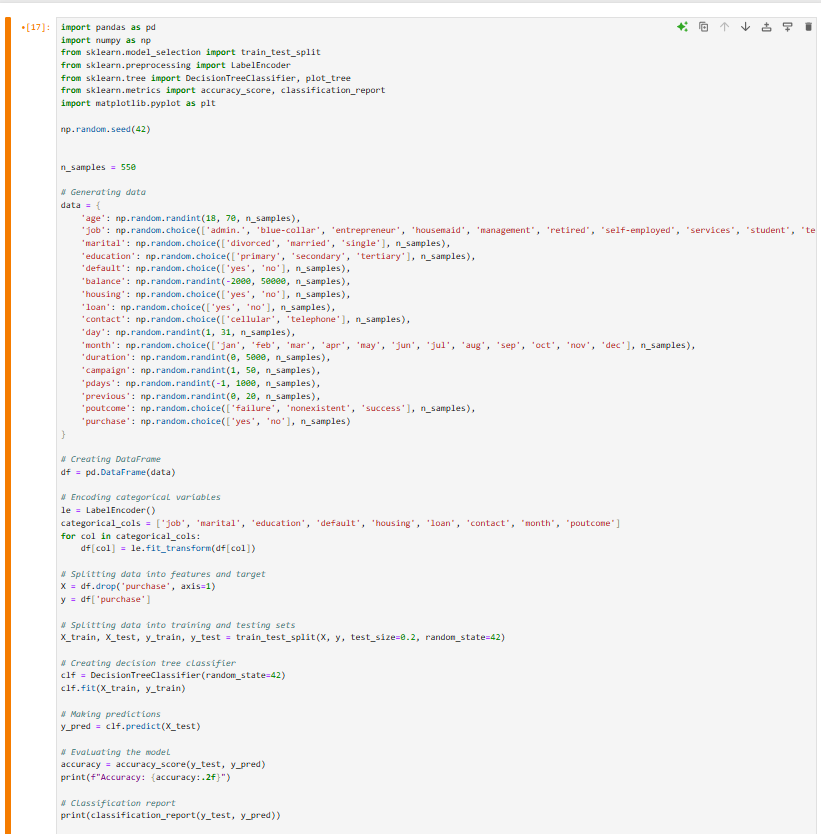 •[17]:
import pandas as pd
import numpy as np
from sklearn.model_selection import train_test_split
from sklearn.preprocessing import LabelEncoder
from sklearn.tree import DecisionTreeClassifier, plot_tree
from sklearn.metrics import accuracy_score, classification_report
import matplotlib.pyplot as plt

np.random.seed(42)

n_samples = 550

# Generating data
data = {
    'age': np.random.randint(18, 70, n_samples),
    'job': np.random.choice(['admin.', 'blue-collar', 'entrepreneur', 'housemaid', 'management', 'retired', 'self-employed', 'services', 'student', 'te
    'marital': np.random.choice(['divorced', 'married', 'single'], n_samples),
    'education': np.random.choice(['primary', 'secondary', 'tertiary'], n_samples),
    'default': np.random.choice(['yes', 'no'], n_samples),
    'balance': np.random.randint(-2000, 50000, n_samples),
    'housing': np.random.choice(['yes', 'no'], n_samples),
    'loan': np.random.choice(['yes', 'no'], n_samples),
    'contact': np.random.choice(['cellular', 'telephone'], n_samples),
    'day': np.random.randint(1, 31, n_samples),
    'month': np.random.choice(['jan', 'feb', 'mar', 'apr', 'may', 'jun', 'jul', 'aug', 'sep', 'oct', 'nov', 'dec'], n_samples),
    'duration': np.random.randint(0, 5000, n_samples),
    'campaign': np.random.randint(1, 50, n_samples),
    'pdays': np.random.randint(-1, 1000, n_samples),
    'previous': np.random.randint(0, 20, n_samples),
    'poutcome': np.random.choice(['failure', 'nonexistent', 'success'], n_samples),
    'purchase': np.random.choice(['yes', 'no'], n_samples)
}

# Creating DataFrame
df = pd.DataFrame(data)

# Encoding categorical variables
le = LabelEncoder()
categorical_cols = ['job', 'marital', 'education', 'default', 'housing', 'loan', 'contact', 'month', 'poutcome']
for col in categorical_cols:
    df[col] = le.fit_transform(df[col])

# Splitting data into features and target
X = df.drop('purchase', axis=1)
y = df['purchase']

# Splitting data into training and testing sets
X_train, X_test, y_train, y_test = train_test_split(X, y, test_size=0.2, random_state=42)

# Creating decision tree classifier
clf = DecisionTreeClassifier(random_state=42)
clf.fit(X_train, y_train)

# Making predictions
y_pred = clf.predict(X_test)

# Evaluating the model
accuracy = accuracy_score(y_test, y_pred)
print(f"Accuracy: {accuracy:.2f}")

# Classification report
print(classification_report(y_test, y_pred))